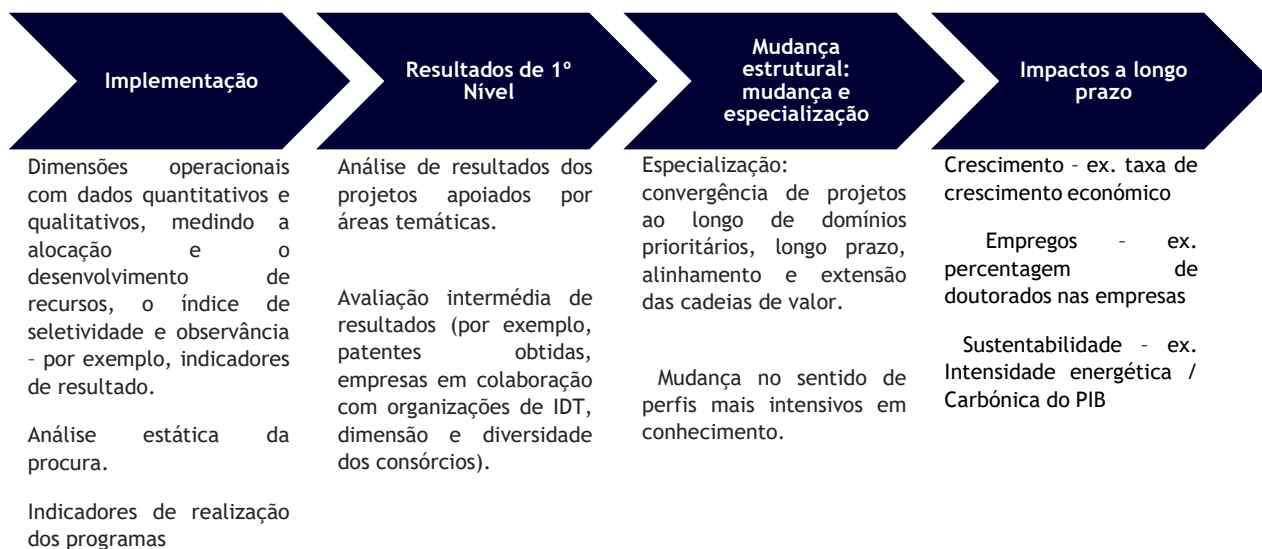 Implementação
Resultados de 1º
Nível
Mudança
estrutural:
mudança e
especialização
Impactos a longo
prazo
Dimensões operacionais
com dados quantitativos e
qualitativos, medindo a
alocação e o
desenvolvimento de
recursos, o índice de
seletividade e observância
– por exemplo, indicadores
de resultado.
Análise estática da
procura.
Indicadores de realização
dos programas
Análise de resultados dos
projetos apoiados por
áreas temáticas.
Avaliação intermédia de
resultados (por exemplo,
patentes obtidas,
empresas em colaboração
com organizações de IDT,
dimensão e diversidade
dos consórcios).
Especialização:
convergência de projetos
ao longo de domínios
prioritários, longo prazo,
alinhamento e extensão
das cadeias de valor.
Mudança no sentido de
perfis mais intensivos em
conhecimento.
Crescimento – ex. taxa de
crescimento económico
Empregos – ex.
percentagem de
doutorados nas empresas
Sustentabilidade – ex.
Intensidade energética /
Carbónica do PIB